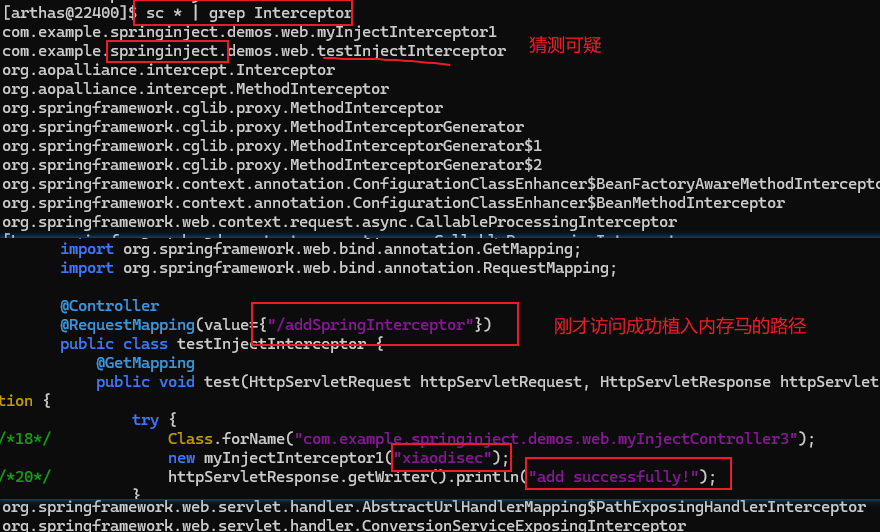 [arthas@22400]$ sc * | grep Interceptor
com.example.springinject.demos.web.myInjectInterceptor1
com.example.springinject.demos.web.testInjectInterceptor
猜测可疑
org.aopalliance.intercept.Interceptor
org.aopalliance.intercept.MethodInterceptor
org.springframework.cglib.proxy.MethodInterceptor
org.springframework.cglib.proxy.MethodInterceptorGenerator
org.springframework.cglib.proxy.MethodInterceptorGenerator$1
org.springframework.cglib.proxy.MethodInterceptorGenerator$2
org.springframework.context.annotation.ConfigurationClassEnhancer$BeanFactoryAwareMethodIntercepto
org.springframework.context.annotation.ConfigurationClassEnhancer$BeanMethodInterceptor
org.springframework.web.context.request.async.CallableProcessingInterceptor
import org.springframework.web.bind.annotation.GetMapping;
import org.springframework.web.bind.annotation.RequestMapping;
@Controller
@RequestMapping(value={"/addSpringInterceptor"})
刚才访问成功植入内存马的路径
public class testInjectInterceptor {
@GetMapping
public void test(HttpServletRequest httpServletRequest, HttpServletResponse httpServlet
tion {
try {
/*18*/ Class.forName("com.example.springinject.demos.web.myInjectController3");
new myInjectInterceptor1("xiaodisec");
/*20*/ httpServletResponse.getWriter().println("add successfully!");
}
org.springframework.web.servlet.handler.AbstractUrlHandlerMapping$PathExposingHandlerInterceptor
org.springframework.web.servlet.handler.ConversionServiceExposingInterceptor